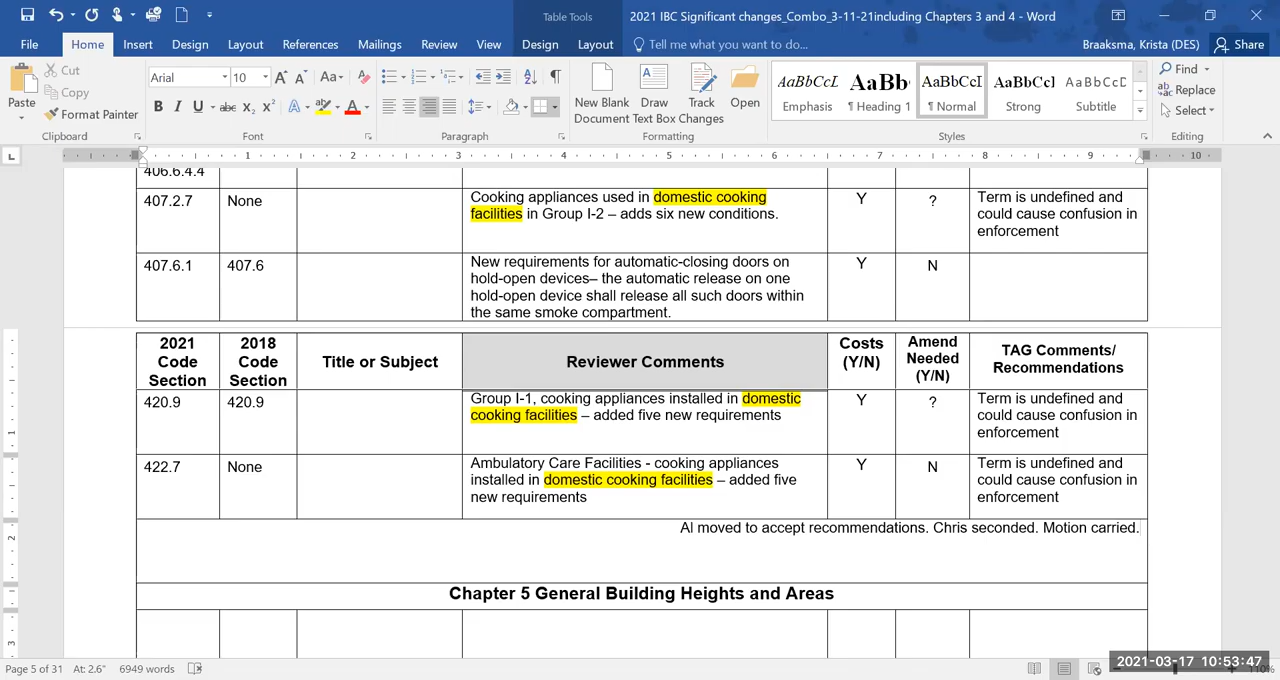 Table Tools
2021 IBC Significant changes_Combo_3-11-21including Chapters 3 and 4 - Word
File Home Insert Design Layout References Mailings Review View Design Layout Tell me what you want to do...
Braaksma, Krista (DES) Share
Paste
Cut
Copy
Format Painter
Clipboard
Arial 10
Font
Paragraph
New Blank Document
Draw Text Box
Track Changes
Open
Formatting
AaBbCcL AaBb AaBbCcI AaBbCcl AaBbCcD
Emphasis ¶ Heading 1 ¶ Normal Strong Subtitle
Styles
Find
Replace
Select
Editing
1 2 3 4 5 6 7 8 9 10
406.6.4.4
407.2.7
None
Cooking appliances used in domestic cooking
facilities in Group I-2 – adds six new conditions.
Y
?
Term is undefined and
could cause confusion in
enforcement
407.6.1
407.6
New requirements for automatic-closing doors on
hold-open devices– the automatic release on one
hold-open device shall release all such doors within
the same smoke compartment.
Y
N
2021
Code
Section
2018
Code
Section
Title or Subject
Reviewer Comments
Costs
(Y/N)
Amend
Needed
(Y/N)
TAG Comments/
Recommendations
420.9
420.9
Group I-1, cooking appliances installed in domestic
cooking facilities – added five new requirements
Y
?
Term is undefined and
could cause confusion in
enforcement
422.7
None
Ambulatory Care Facilities - cooking appliances
installed in domestic cooking facilities – added five
new requirements
Y
N
Term is undefined and
could cause confusion in
enforcement
Al moved to accept recommendations. Chris seconded. Motion carried.
Chapter 5 General Building Heights and Areas
Page 5 of 31 At: 2.6" 6949 words
2021-03-17 10:53:47